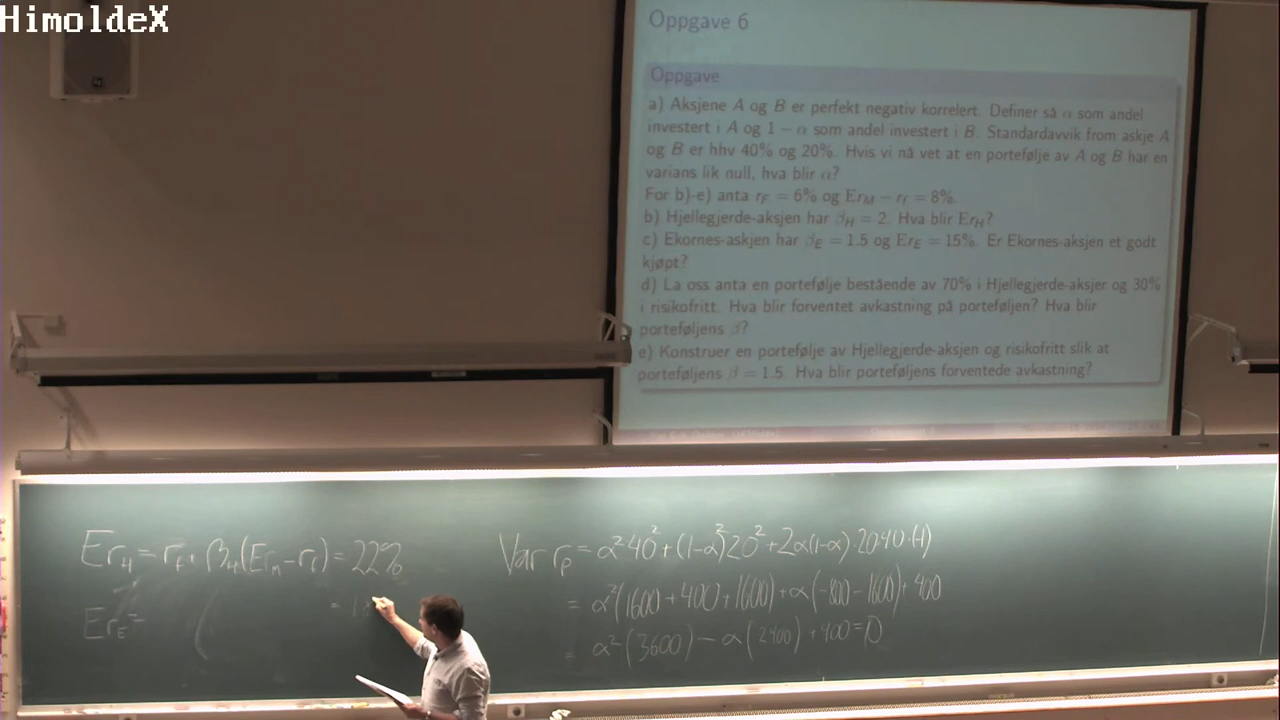 HimoldeX
Oppgave 6
Oppgave
a) Aksjene A og B er perfekt negativ korrelert. Definer så α som andel
investert i A og 1 − α som andel investert i B. Standardavvik from askje A
og B er hhv 40% og 20%. Hvis vi nå vet at en portefølje av A og B har en
varians lik null, hva blir α?
For b)-e) anta r_F = 6% og Er_M − r_f = 8%.
b) Hjellegjerde-aksjen har β_H = 2. Hva blir Er_H?
c) Ekornes-askjen har β_E = 1.5 og Er_E = 15%. Er Ekornes-aksjen et godt
kjøpt?
d) La oss anta en portefølje bestående av 70% i Hjellegjerde-aksjer og 30%
i risikofritt. Hva blir forventet avkastning på porteføljen? Hva blir
porteføljens β?
e) Konstruer en portefølje av Hjellegjerde-aksjen og risikofritt slik at
porteføljens β = 1.5. Hva blir porteføljens forventede avkastning?
Er_H = r_f + β_H(Er_m − r_f) = 22%
Er_E =
Var r_p = α²40² + (1−α)²20² + 2α(1−α)·20·40·(−1)
= α²(1600 + 400 + 1600) + α(−800 − 1600) + 400
= α²(3600) − α(2400) + 400 = 0